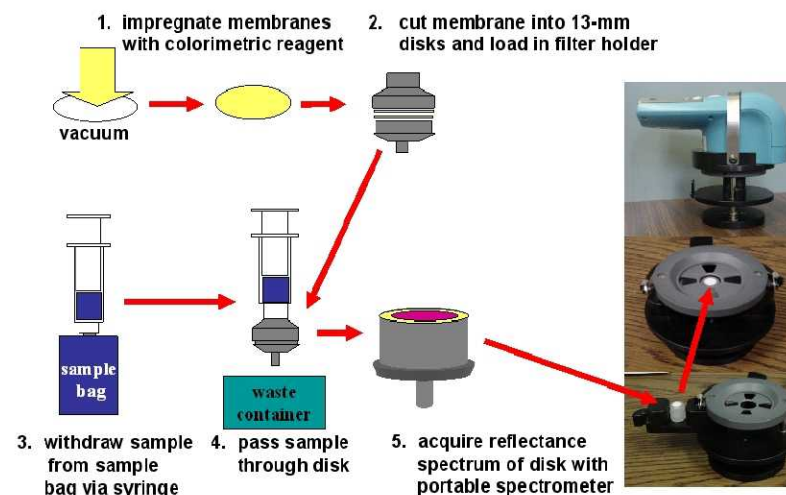 1. impregnate membranes
with colorimetric reagent
2. cut membrane into 13-mm
disks and load in filter holder
vacuum
sample
bag
waste
container
3. withdraw sample
from sample
bag via syringe
4. pass sample
through disk
5. acquire reflectance
spectrum of disk with
portable spectrometer